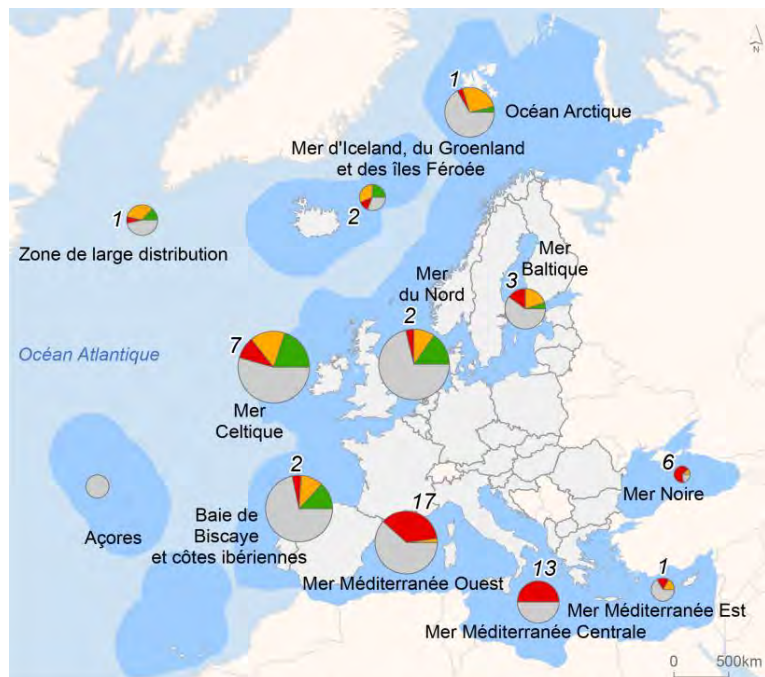 N
1
Océan Arctique
Mer d'Iceland, du Groenland
et des îles Féroée
2
1
Zone de large distribution
Mer
Baltique
3
Mer
du Nord
2
Océan Atlantique
7
Mer
Celtique
2
Baie de
Biscaye
et côtes ibériennes
Açores
17
Mer Méditerranée Ouest
6
Mer Noire
13
Mer Méditerranée Centrale
1
Mer Méditerranée Est
0 500km